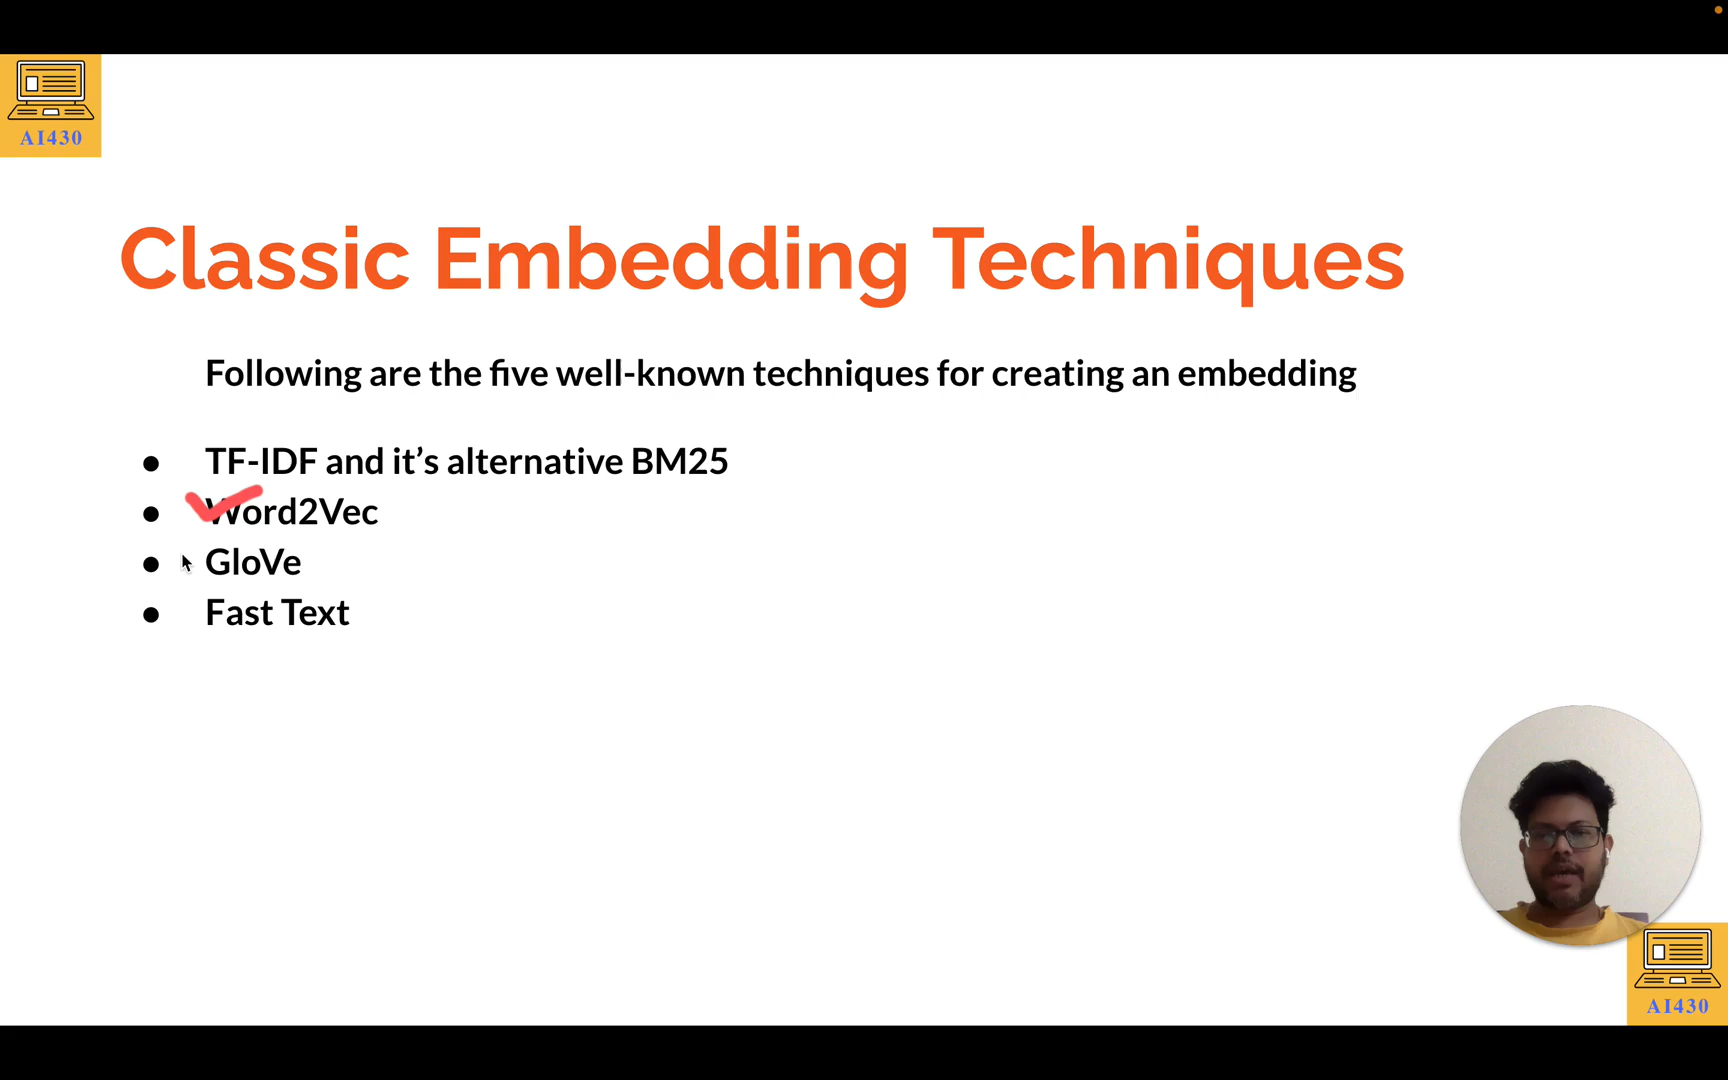 AI430
Classic Embedding Techniques
Following are the five well-known techniques for creating an embedding
● TF-IDF and it’s alternative BM25
● Word2Vec
● GloVe
● Fast Text
AI430